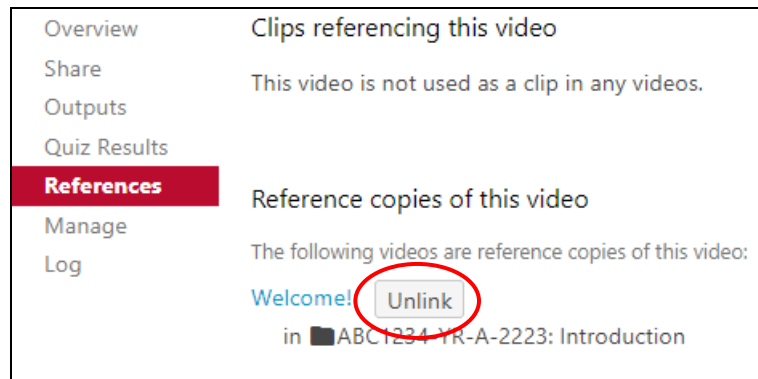 Overview
Share
Outputs
Quiz Results
References
Manage
Log
Clips referencing this video
This video is not used as a clip in any videos.
Reference copies of this video
The following videos are reference copies of this video:
Welcome! Unlink
in ABC1234-YR-A-2223: Introduction